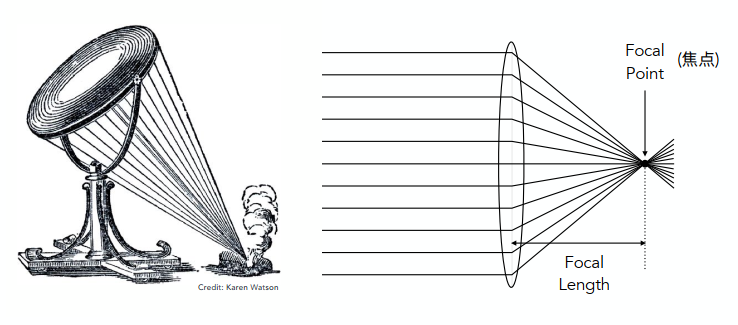 Focal
Point
(焦点)
Focal
Length
Credit: Karen Watson